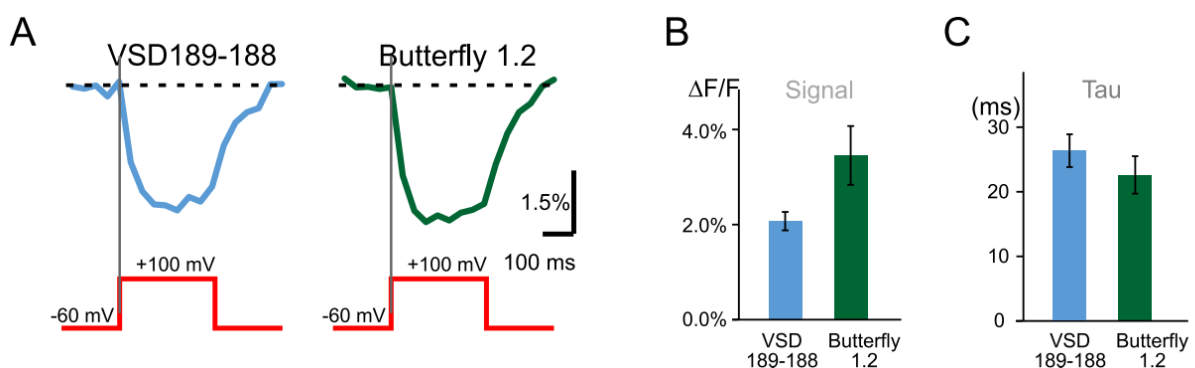 A
VSD189-188
Butterfly 1.2
1.5%
100 ms
+100 mV
-60 mV
+100 mV
-60 mV
B
ΔF/F
Signal
4.0%
2.0%
0.0%
VSD
189-188
Butterfly
1.2
C
(ms)
Tau
30
20
10
0
VSD
189-188
Butterfly
1.2